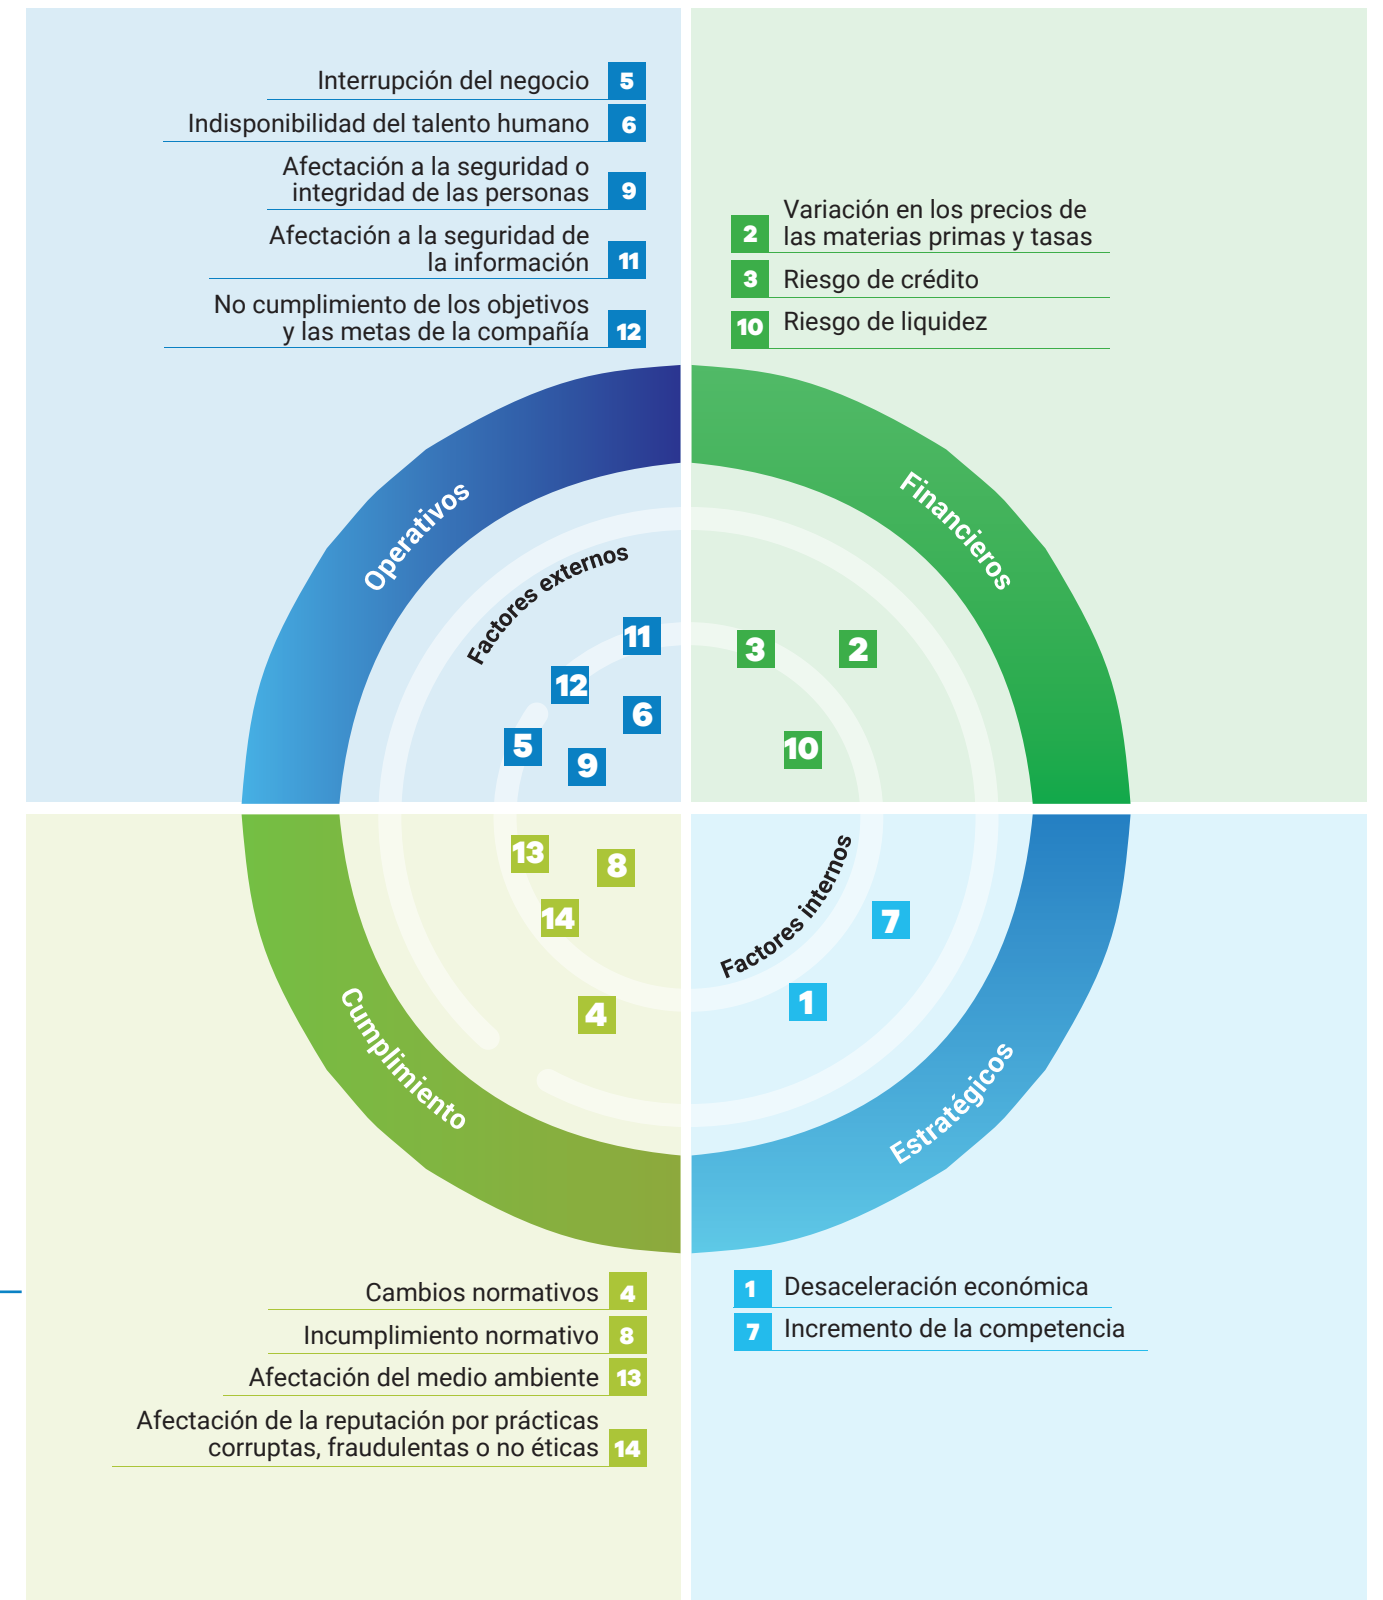 Interrupción del negocio 5
Indisponibilidad del talento humano 6
Afectación a la seguridad o
integridad de las personas 9
Afectación a la seguridad de
la información 11
No cumplimiento de los objetivos
y las metas de la compañía 12
Variación en los precios de
2 las materias primas y tasas
3 Riesgo de crédito
10 Riesgo de liquidez
Operativos
Financieros
Factores externos
11
12
6
5
9
3
2
10
13
8
14
4
Factores internos
7
1
Cumplimiento
Estratégicos
Cambios normativos 4
Incumplimiento normativo 8
Afectación del medio ambiente 13
Afectación de la reputación por prácticas
corruptas, fraudulentas o no éticas 14
1 Desaceleración económica
7 Incremento de la competencia